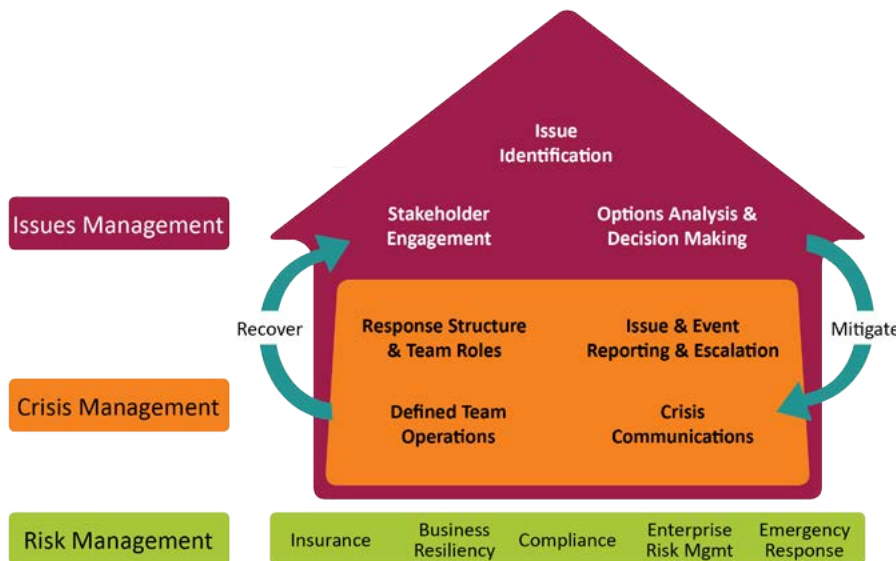 Issue
Identification
Issues Management
Stakeholder
Engagement
Options Analysis &
Decision Making
Recover
Response Structure
& Team Roles
Issue & Event
Reporting & Escalation
Mitigate
Crisis Management
Defined Team
Operations
Crisis
Communications
Risk Management
Insurance
Business
Resiliency
Compliance
Enterprise
Risk Mgmt
Emergency
Response